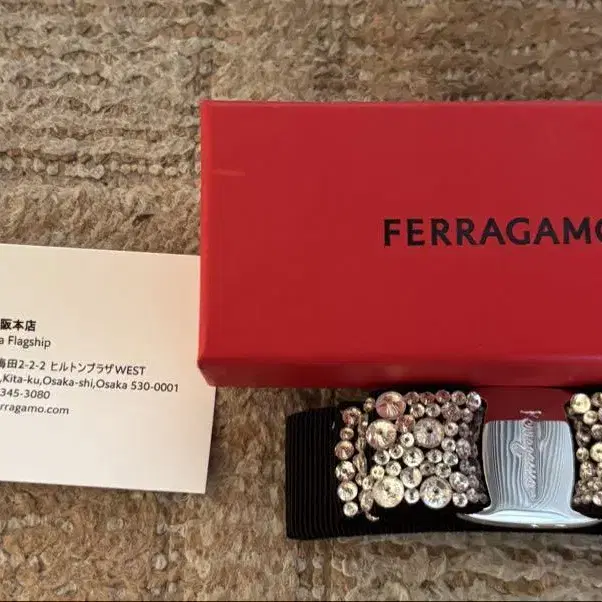 FERRAGAMO
阪本店
a Flagship
梅田2-2-2 ヒルトンプラザWEST
,Kita-ku,Osaka-shi,Osaka 530-0001
345-3080
erragamo.com